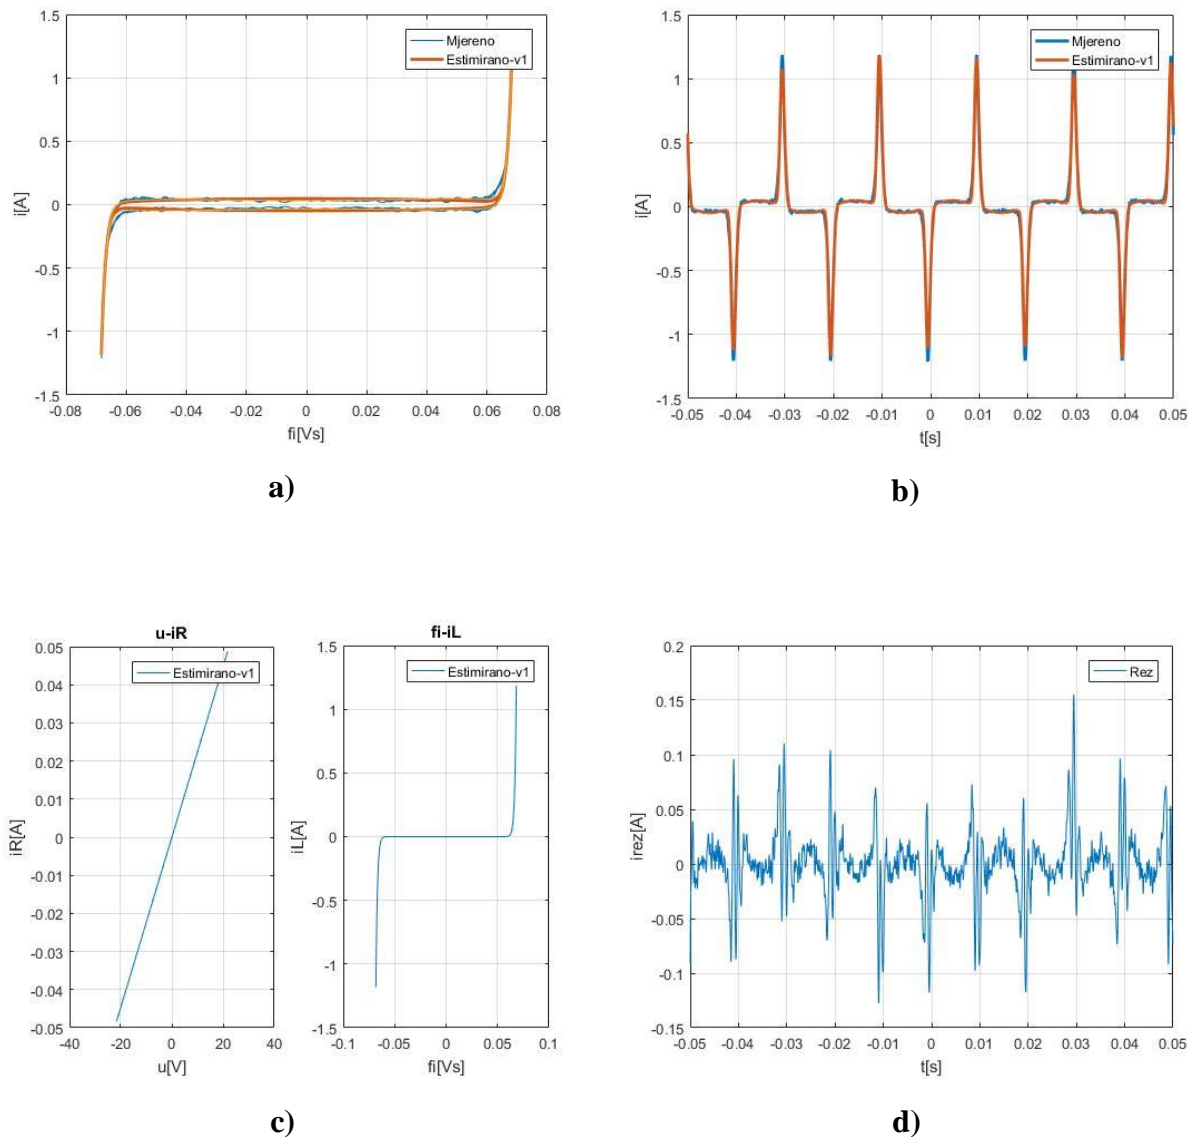 1.5
1
0.5
0
-0.5
-1
-1.5
i[A]
Mjereno
Estimirano-v1
-0.08 -0.06 -0.04 -0.02 0 0.02 0.04 0.06 0.08
fi[Vs]
a)
1.5
1
0.5
0
-0.5
-1
-1.5
i[A]
Mjereno
Estimirano-v1
-0.05 -0.04 -0.03 -0.02 -0.01 0 0.01 0.02 0.03 0.04 0.05
t[s]
b)
u-iR
0.05
0.04
0.03
0.02
0.01
0
-0.01
-0.02
-0.03
-0.04
-0.05
iR[A]
Estimirano-v1
-40 -20 0 20 40
u[V]
fi-iL
1.5
1
0.5
0
-0.5
-1
-1.5
iL[A]
Estimirano-v1
-0.1 -0.05 0 0.05 0.1
fi[Vs]
c)
0.2
0.15
0.1
0.05
0
-0.05
-0.1
-0.15
irez[A]
Rez
-0.05 -0.04 -0.03 -0.02 -0.01 0 0.01 0.02 0.03 0.04 0.05
t[s]
d)